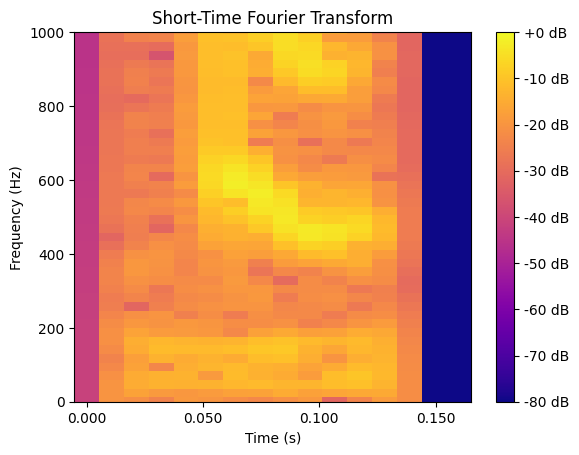 Short-Time Fourier Transform
Frequency (Hz)
1000
800
600
400
200
0
0.000
0.050
0.100
0.150
Time (s)
+0 dB
-10 dB
-20 dB
-30 dB
-40 dB
-50 dB
-60 dB
-70 dB
-80 dB